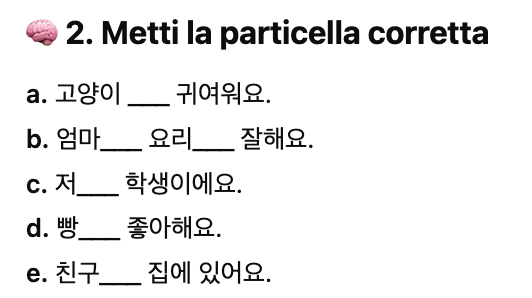 🧠 2. Metti la particella corretta
a. 고양이 ___ 귀여워요.
b. 엄마___ 요리___ 잘해요.
c. 저___ 학생이에요.
d. 빵___ 좋아해요.
e. 친구___ 집에 있어요.